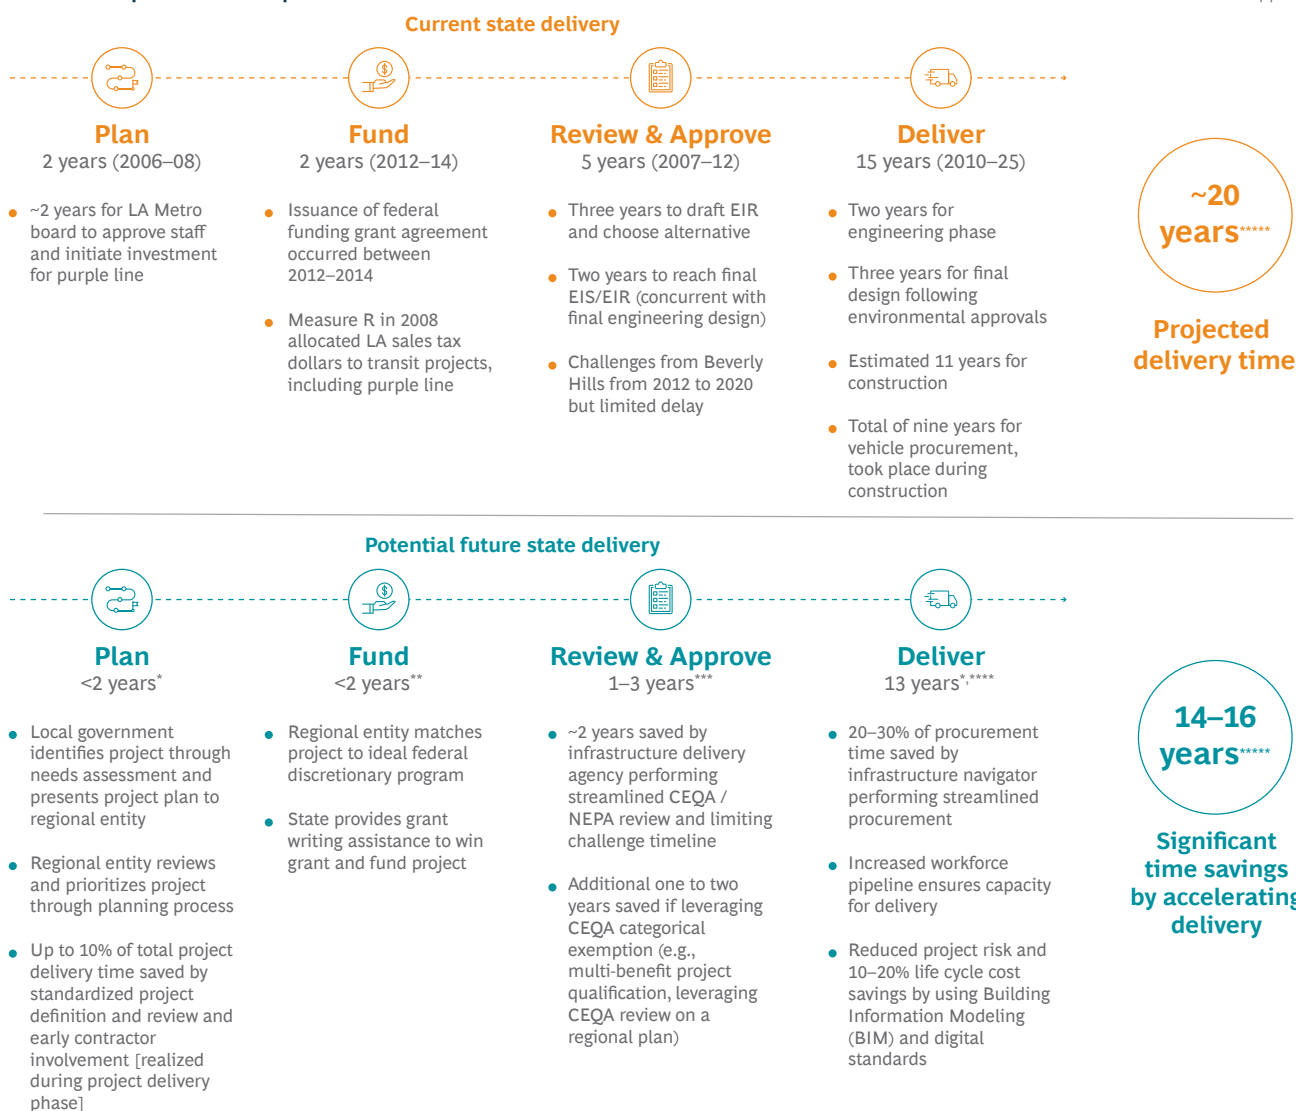 Current state delivery
Plan
2 years (2006–08)
~2 years for LA Metro
board to approve staff
and initiate investment
for purple line
Fund
2 years (2012–14)
Issuance of federal
funding grant agreement
occurred between
2012–2014
Measure R in 2008
allocated LA sales tax
dollars to transit projects,
including purple line
Review & Approve
5 years (2007–12)
Three years to draft EIR
and choose alternative
Two years to reach final
EIS/EIR (concurrent with
final engineering design)
Challenges from Beverly
Hills from 2012 to 2020
but limited delay
Deliver
15 years (2010–25)
Two years for
engineering phase
Three years for final
design following
environmental approvals
Estimated 11 years for
construction
Total of nine years for
vehicle procurement,
took place during
construction
~20
years*****
Projected
delivery time
Potential future state delivery
Plan
<2 years*
Local government
identifies project through
needs assessment and
presents project plan to
regional entity
Regional entity reviews
and prioritizes project
through planning process
Up to 10% of total project
delivery time saved by
standardized project
definition and review and
early contractor
involvement [realized
during project delivery
phase]
Fund
<2 years**
Regional entity matches
project to ideal federal
discretionary program
State provides grant
writing assistance to win
grant and fund project
Review & Approve
1–3 years***
~2 years saved by
infrastructure delivery
agency performing
streamlined CEQA /
NEPA review and limiting
challenge timeline
Additional one to two
years saved if leveraging
CEQA categorical
exemption (e.g.,
multi-benefit project
qualification, leveraging
CEQA review on a
regional plan)
Deliver
13 years*,****
20–30% of procurement
time saved by
infrastructure navigator
performing streamlined
procurement
Increased workforce
pipeline ensures capacity
for delivery
Reduced project risk and
10–20% life cycle cost
savings by using Building
Information Modeling
(BIM) and digital
standards
14–16
years*****
Significant
time savings
by accelerating
delivery